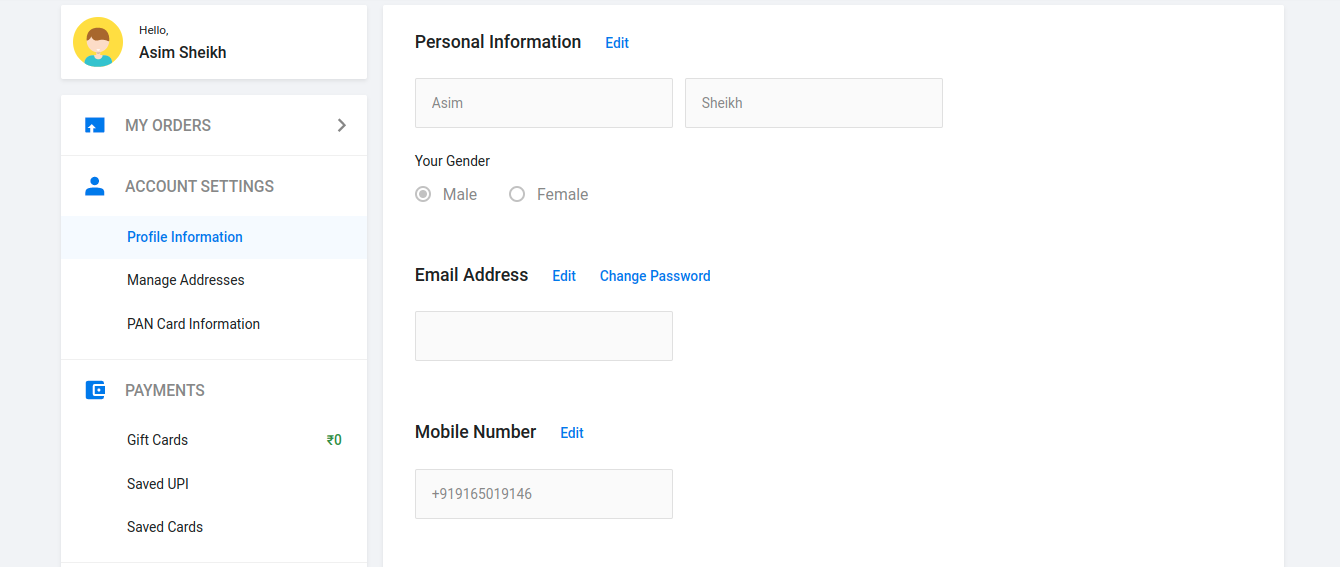 Hello,
Asim Sheikh
MY ORDERS
ACCOUNT SETTINGS
Profile Information
Manage Addresses
PAN Card Information
PAYMENTS
Gift Cards ₹0
Saved UPI
Saved Cards
Personal Information Edit
Asim Sheikh
Your Gender
Male Female
Email Address Edit Change Password
Mobile Number Edit
+919165019146